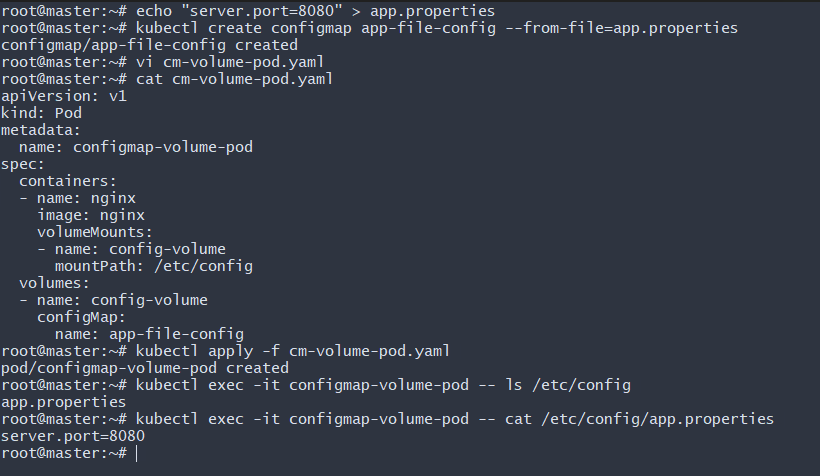 root@master:~# echo "server.port=8080" > app.properties
root@master:~# kubectl create configmap app-file-config --from-file=app.properties
configmap/app-file-config created
root@master:~# vi cm-volume-pod.yaml
root@master:~# cat cm-volume-pod.yaml
apiVersion: v1
kind: Pod
metadata:
  name: configmap-volume-pod
spec:
  containers:
  - name: nginx
    image: nginx
    volumeMounts:
    - name: config-volume
      mountPath: /etc/config
  volumes:
  - name: config-volume
    configMap:
      name: app-file-config
root@master:~# kubectl apply -f cm-volume-pod.yaml
pod/configmap-volume-pod created
root@master:~# kubectl exec -it configmap-volume-pod -- ls /etc/config
app.properties
root@master:~# kubectl exec -it configmap-volume-pod -- cat /etc/config/app.properties
server.port=8080
root@master:~#